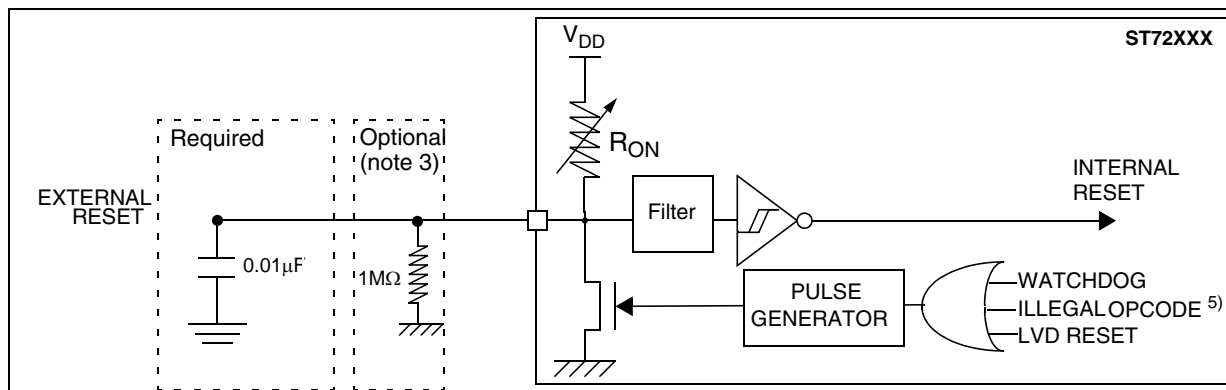 V_DD
ST72XXX
Required
Optional
(note 3)
R_ON
EXTERNAL
RESET
Filter
INTERNAL
RESET
0.01µF
1MΩ
PULSE
GENERATOR
WATCHDOG
ILLEGAL OPCODE 5)
LVD RESET